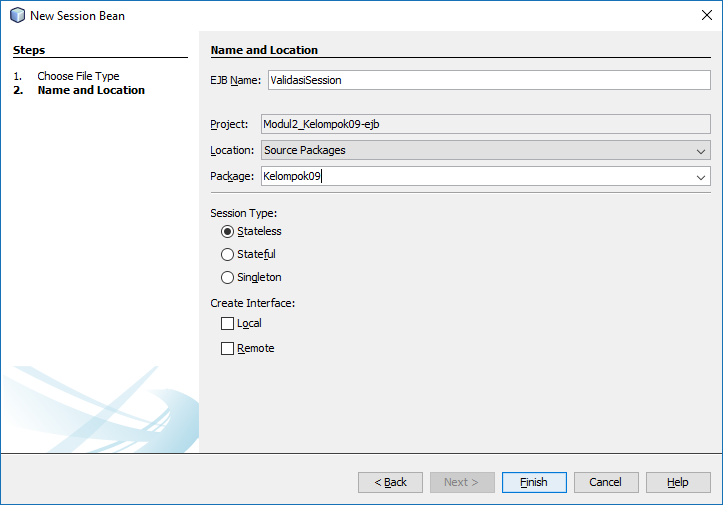 New Session Bean
Steps
1. Choose File Type
2. Name and Location
Name and Location
EJB Name: ValidasiSession
Project: Modul2_Kelompok09-ejb
Location: Source Packages
Package: Kelompok09
Session Type:
Stateless
Stateful
Singleton
Create Interface:
Local
Remote
< Back Next > Finish Cancel Help